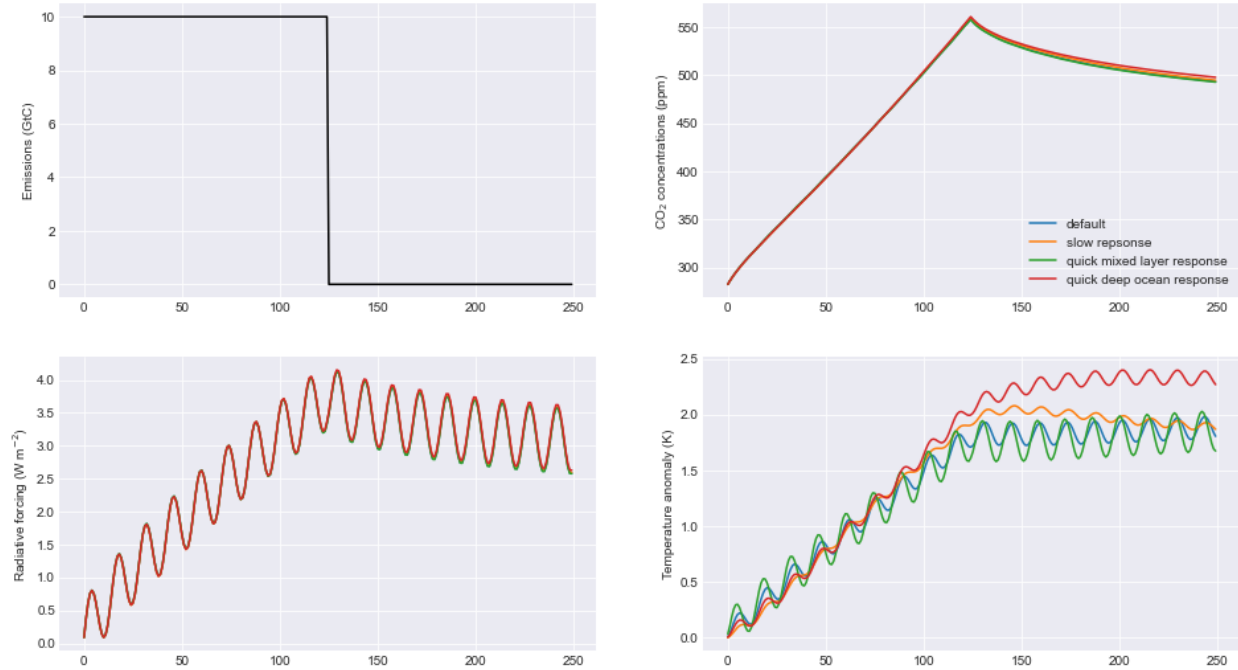 Emissions (GtC)
10
8
6
4
2
0
0 50 100 150 200 250
CO₂ concentrations (ppm)
550
500
450
400
350
300
default
slow repsonse
quick mixed layer response
quick deep ocean response
0 50 100 150 200 250
Radiative forcing (W m⁻²)
4.0
3.5
3.0
2.5
2.0
1.5
1.0
0.5
0.0
0 50 100 150 200 250
Temperature anomaly (K)
2.5
2.0
1.5
1.0
0.5
0.0
0 50 100 150 200 250